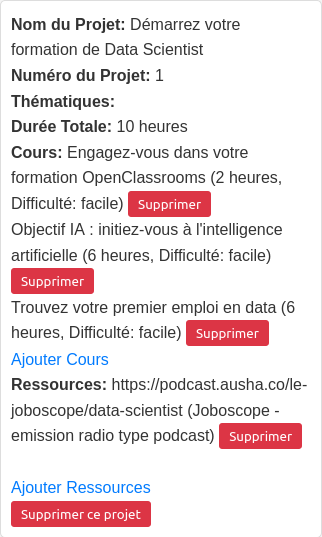 Nom du Projet: Démarrez votre
formation de Data Scientist
Numéro du Projet: 1
Thématiques:
Durée Totale: 10 heures
Cours: Engagez-vous dans votre
formation OpenClassrooms (2 heures,
Difficulté: facile) Supprimer
Objectif IA : initiez-vous à l'intelligence
artificielle (6 heures, Difficulté: facile)
Supprimer
Trouvez votre premier emploi en data (6
heures, Difficulté: facile) Supprimer
Ajouter Cours
Ressources: https://podcast.ausha.co/le-
joboscope/data-scientist (Joboscope -
emission radio type podcast) Supprimer
Ajouter Ressources
Supprimer ce projet